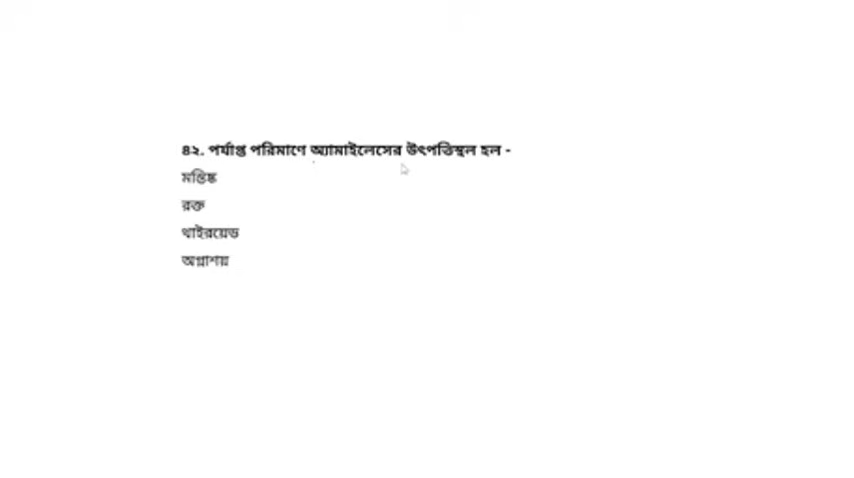 ৪২. পর্যাপ্ত পরিমাণে অ্যামাইলেসের উৎপত্তিস্থল হল -
মস্তিষ্ক
রক্ত
থাইরয়েড
অগ্নাশয়